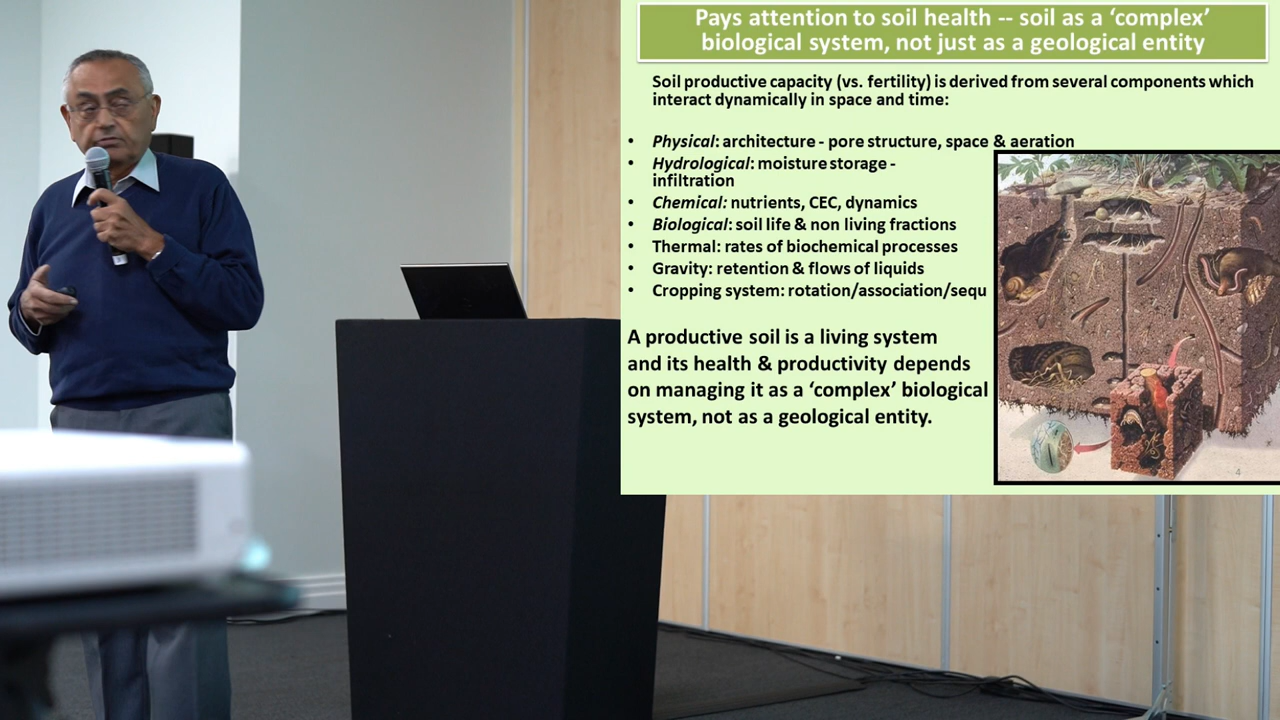 Pays attention to soil health -- soil as a ‘complex’
biological system, not just as a geological entity
Soil productive capacity (vs. fertility) is derived from several components which
interact dynamically in space and time:
• Physical: architecture - pore structure, space & aeration
• Hydrological: moisture storage -
infiltration
• Chemical: nutrients, CEC, dynamics
• Biological: soil life & non living fractions
• Thermal: rates of biochemical processes
• Gravity: retention & flows of liquids
• Cropping system: rotation/association/sequ
A productive soil is a living system
and its health & productivity depends
on managing it as a ‘complex’ biological
system, not as a geological entity.
4